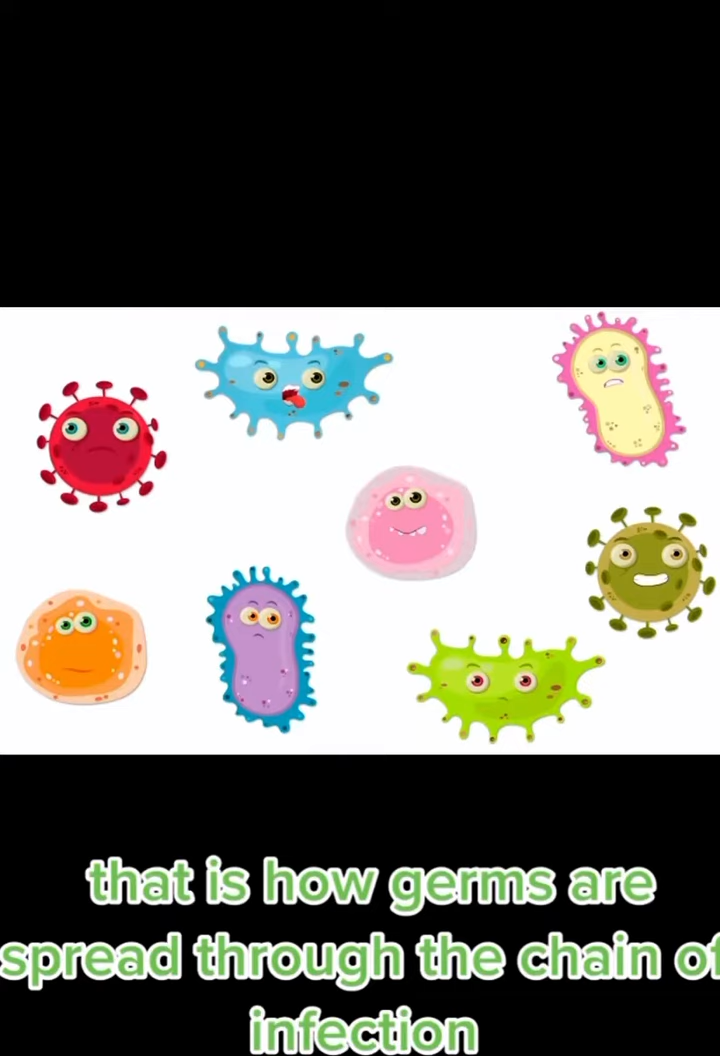 that is how germs are
spread through the chain of
infection